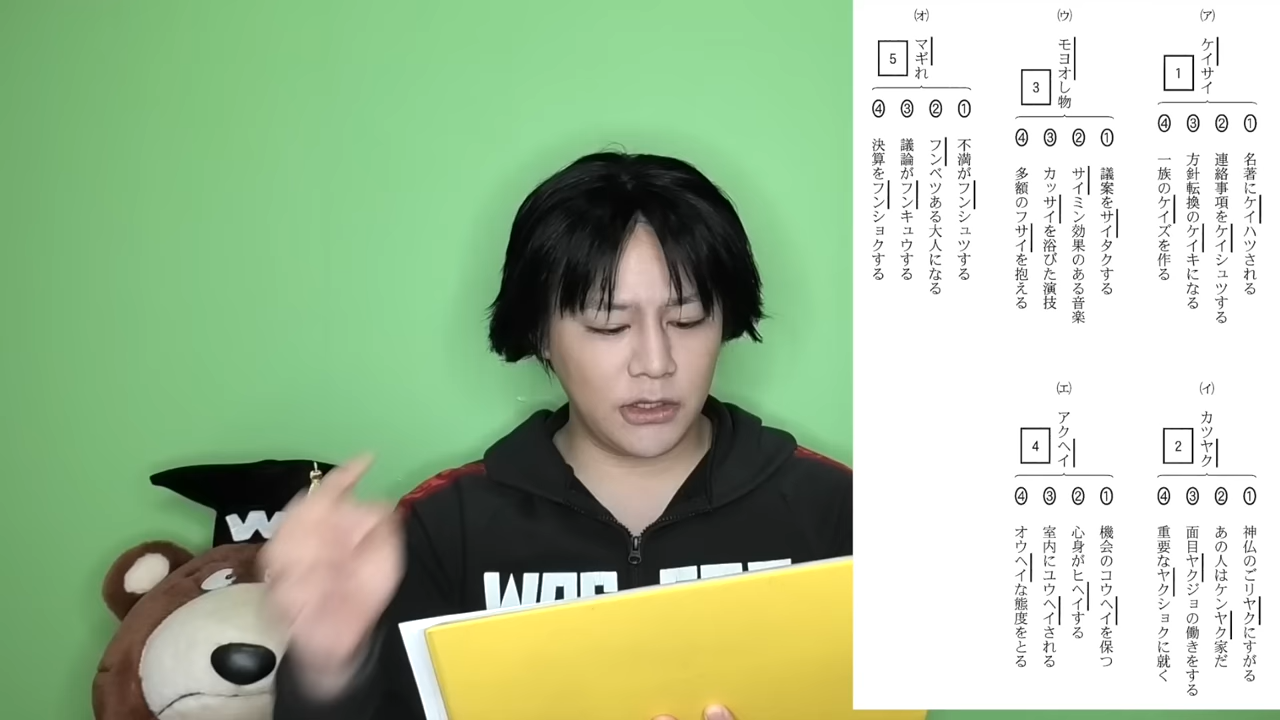 (ア)
ケイサイ
1
① 名著にケイハツされる
② 連絡事項をケイシュツする
③ 方針転換のケイキになる
④ 一族のケイズを作る
(イ)
カツヤク
2
① 神仏のごリヤクにすがる
② あの人はケンヤク家だ
③ 面目ヤクジョの働きをする
④ 重要なヤクショクに就く
(ウ)
モヨオし物
3
① 議案をサイタクする
② サイミン効果のある音楽
③ カッサイを浴びた演技
④ 多額のフサイを抱える
(エ)
アクヘイ
4
① 機会のコウヘイを保つ
② 心身がヒヘイする
③ 室内にユウヘイされる
④ オウヘイな態度をとる
(オ)
マギれ
5
① 不満がフンシュツする
② フンベツある大人になる
③ 議論がフンキュウする
④ 決算をフンショクする